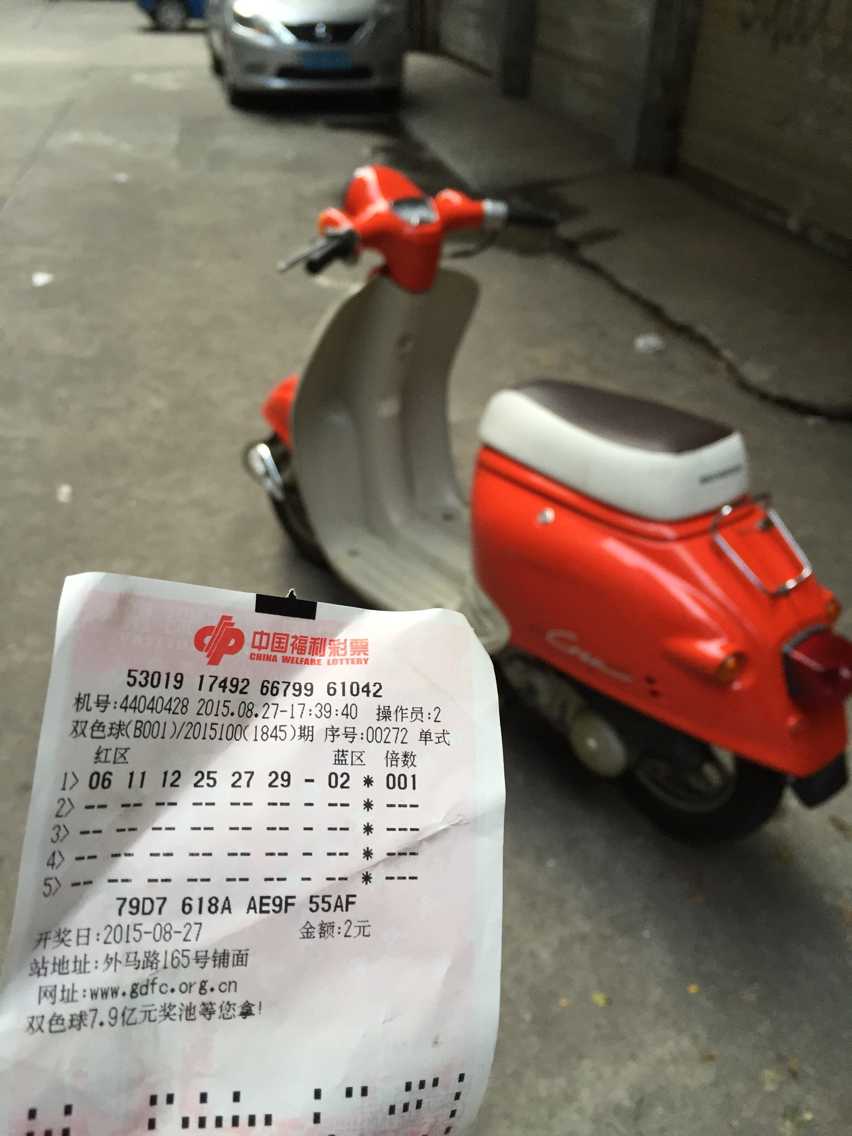 中国福利彩票
CHINA WELFARE LOTTERY
53019 17492 66799 61042
机号:44040428 2015.08.27-17:39:40 操作员:2
双色球(B001)/2015100(1845)期 序号:00272 单式
红区 蓝区 倍数
1> 06 11 12 25 27 29 - 02 * 001
2> -- -- -- -- -- -- - -- * ---
3> -- -- -- -- -- -- - -- * ---
4> -- -- -- -- -- -- - -- * ---
5> -- -- -- -- -- -- - -- * ---
79D7 618A AE9F 55AF
开奖日:2015-08-27 金额:2元
站地址:外马路165号铺面
网址:www.gdfc.org.cn
双色球7.9亿元奖池等您拿!